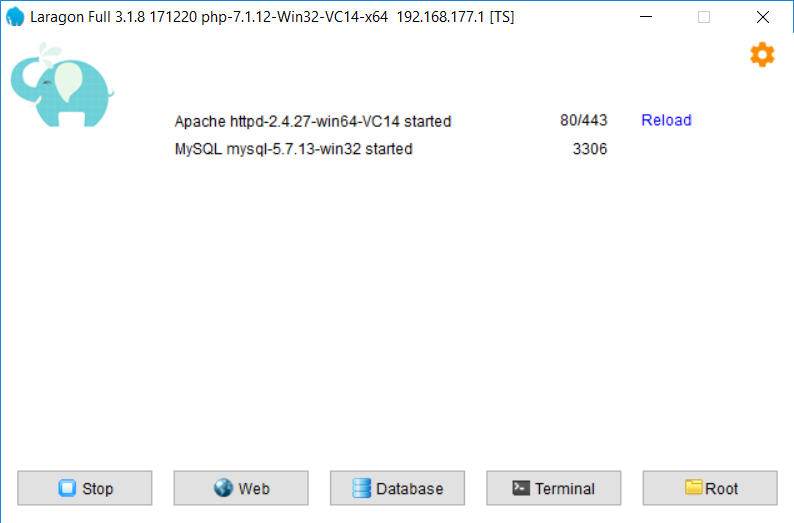 Laragon Full 3.1.8 171220 php-7.1.12-Win32-VC14-x64  192.168.177.1 [TS]
Apache httpd-2.4.27-win64-VC14 started 80/443 Reload
MySQL mysql-5.7.13-win32 started 3306
Stop Web Database Terminal Root